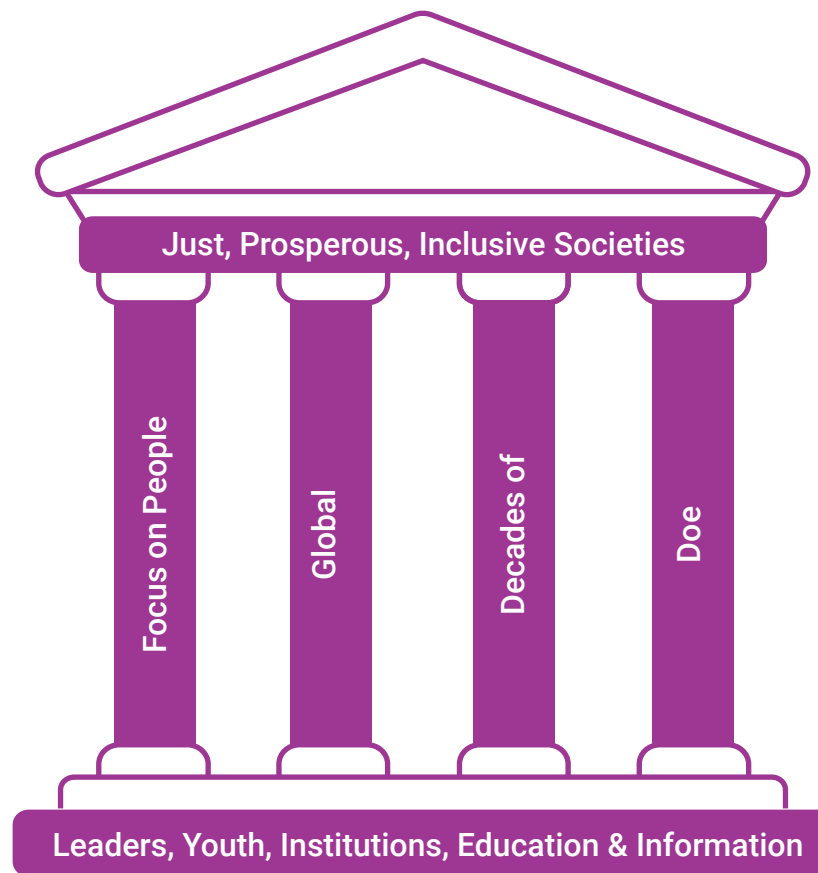 Just, Prosperous, Inclusive Societies
Focus on People
Global
Decades of
Doe
Leaders, Youth, Institutions, Education & Information